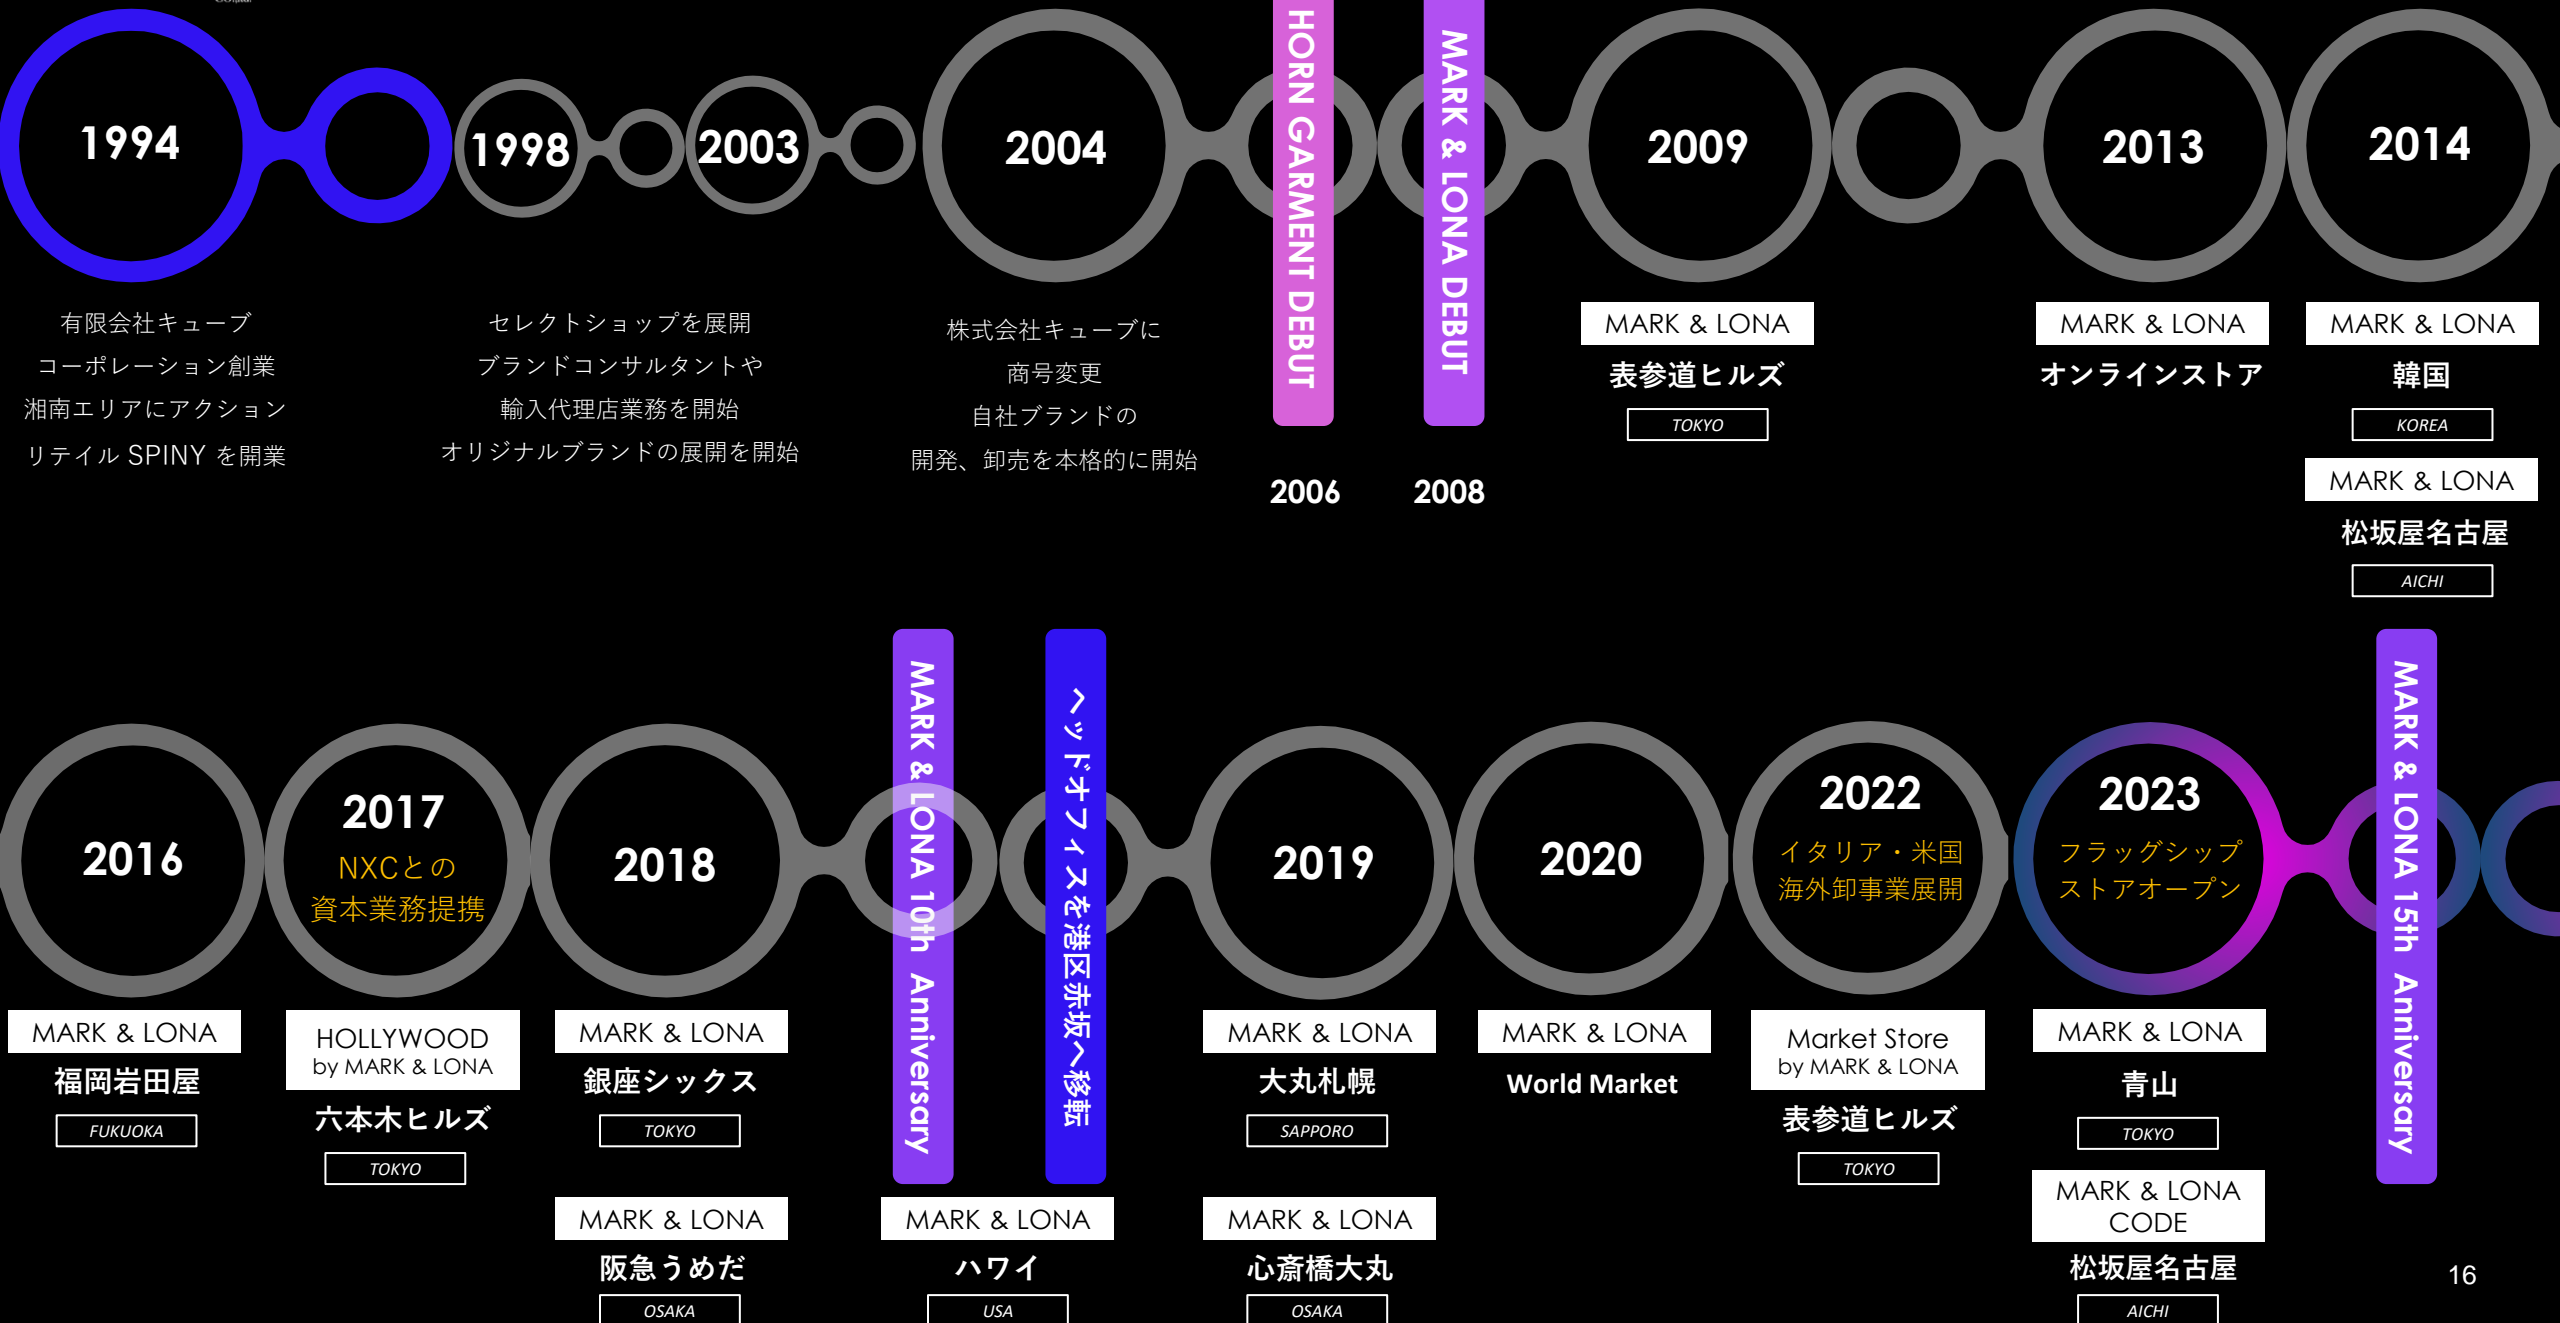 1994
有限会社キューブ
コーポレーション創業
湘南エリアにアクション
リテイル SPINY を開業
1998
2003
セレクトショップを展開
ブランドコンサルタントや
輸入代理店業務を開始
オリジナルブランドの展開を開始
2004
株式会社キューブに
商号変更
自社ブランドの
開発、卸売を本格的に開始
HORN GARMENT DEBUT
2006
MARK & LONA DEBUT
2008
2009
MARK & LONA
表参道ヒルズ
TOKYO
2013
MARK & LONA
オンラインストア
2014
MARK & LONA
韓国
KOREA
MARK & LONA
松坂屋名古屋
AICHI
2016
MARK & LONA
福岡岩田屋
FUKUOKA
2017
NXCとの
資本業務提携
HOLLYWOOD
by MARK & LONA
六本木ヒルズ
TOKYO
2018
MARK & LONA
銀座シックス
TOKYO
MARK & LONA
阪急うめだ
OSAKA
MARK & LONA 10th Anniversary
ヘッドオフィスを港区赤坂へ移転
MARK & LONA
ハワイ
USA
2019
MARK & LONA
大丸札幌
SAPPORO
MARK & LONA
心斎橋大丸
OSAKA
2020
MARK & LONA
World Market
2022
イタリア・米国
海外卸事業展開
Market Store
by MARK & LONA
表参道ヒルズ
TOKYO
2023
フラッグシップ
ストアオープン
MARK & LONA
青山
TOKYO
MARK & LONA
CODE
松坂屋名古屋
AICHI
MARK & LONA 15th Anniversary
16